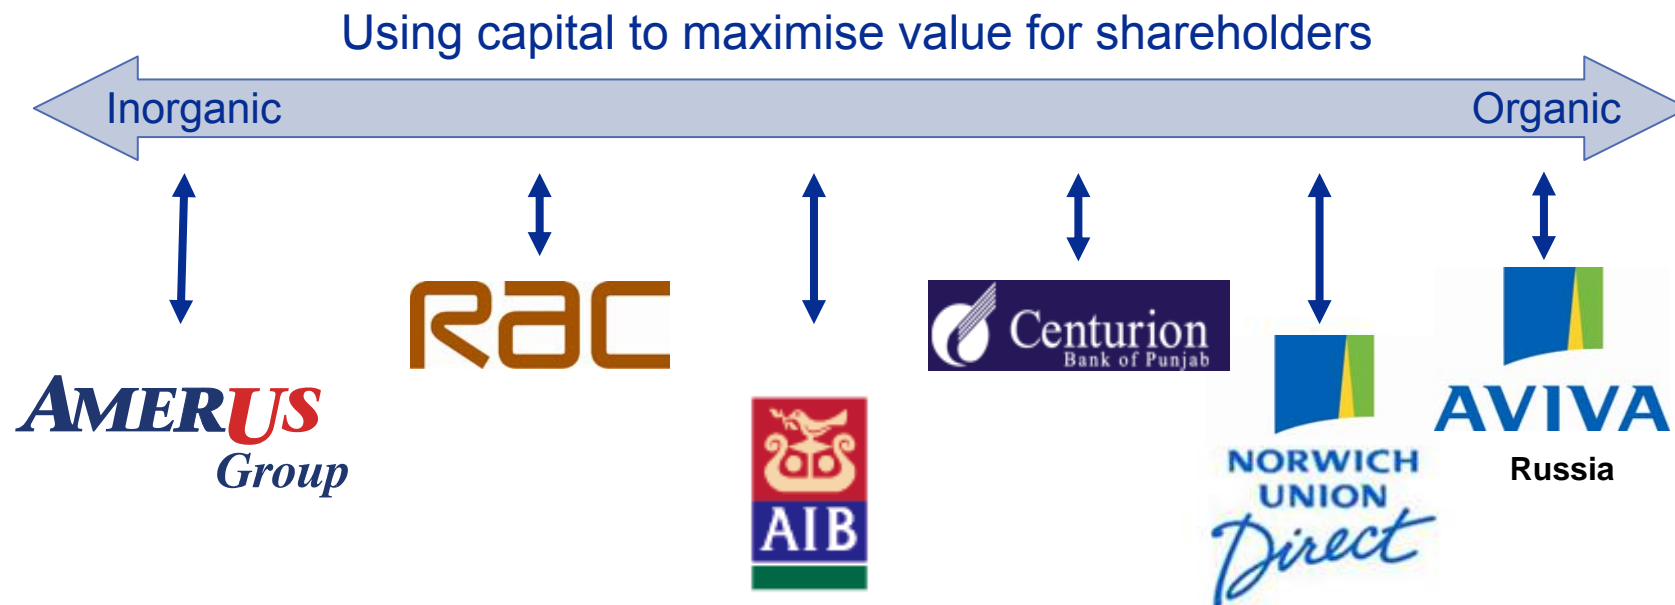 Using capital to maximise value for shareholders
Inorganic
Organic
AMERUS
Group
RAC
AIB
Centurion
Bank of Punjab
NORWICH
UNION
Direct
AVIVA
Russia